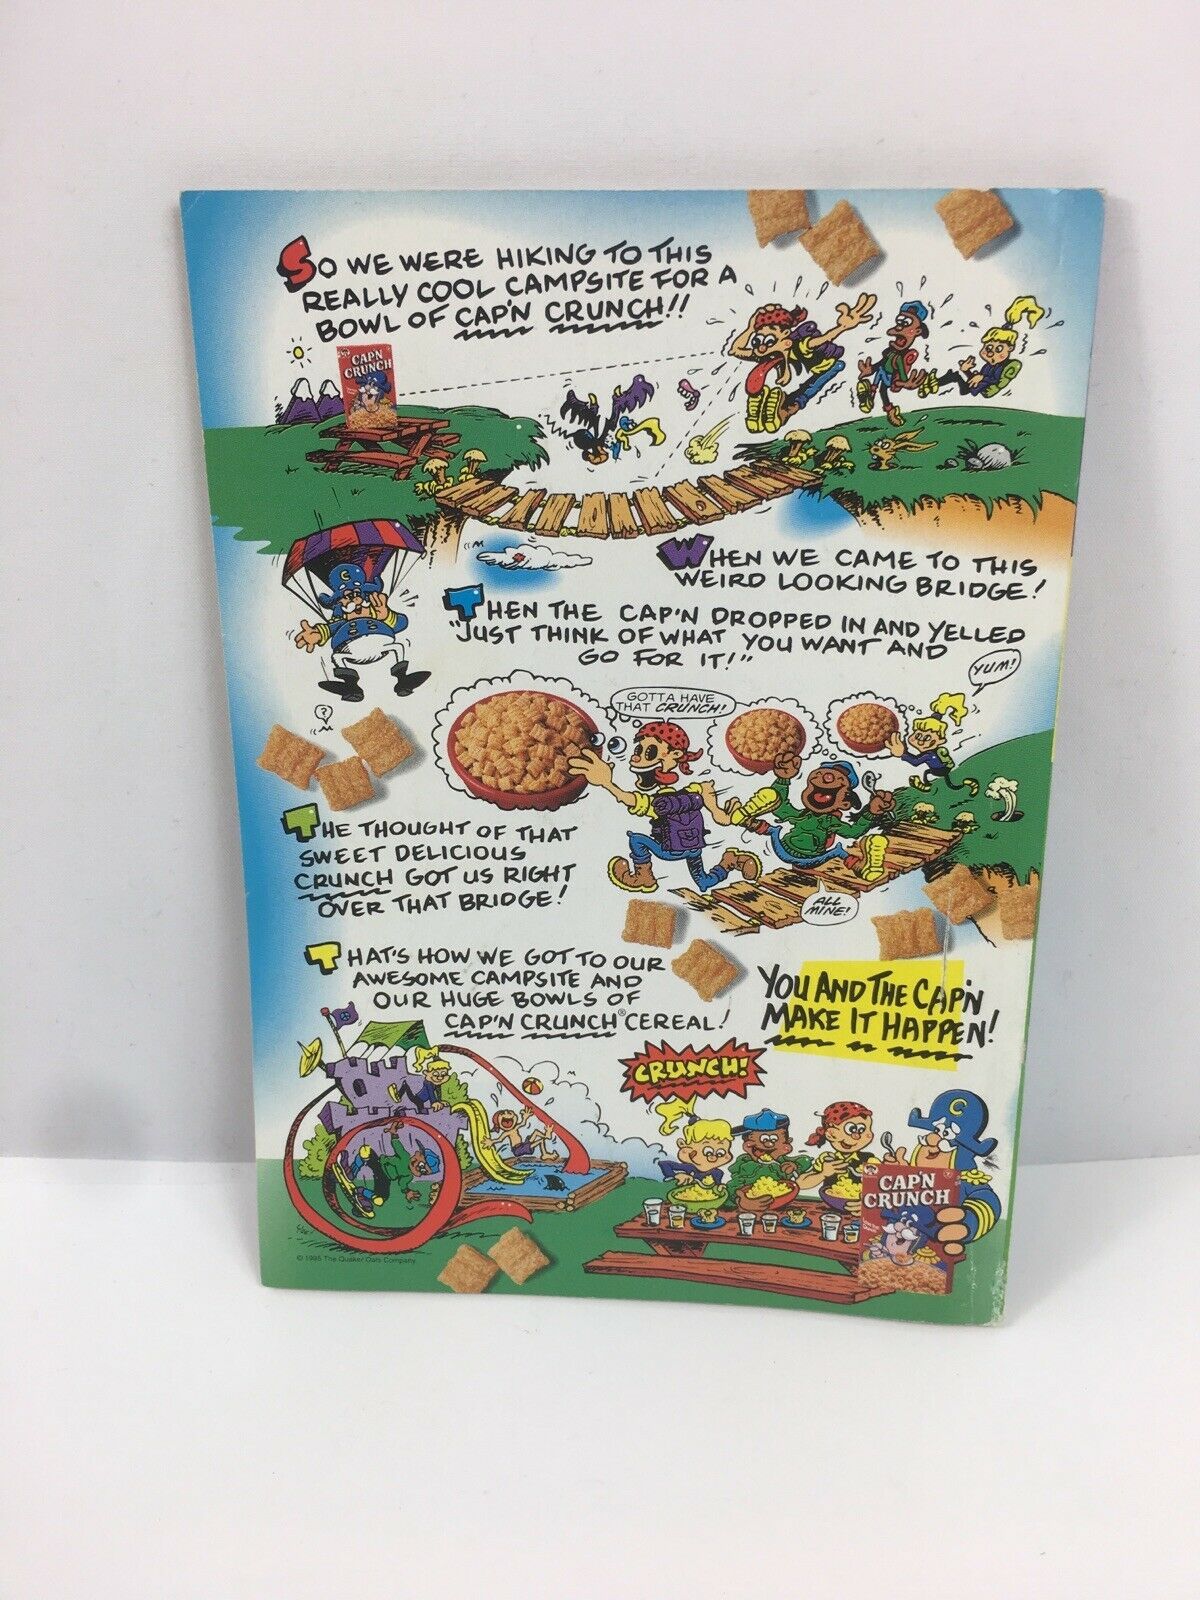 SO WE WERE HIKING TO THIS
REALLY COOL CAMPSITE FOR A
BOWL OF CAP'N CRUNCH!!
CAP'N
CRUNCH
WHEN WE CAME TO THIS
WEIRD LOOKING BRIDGE!
THEN THE CAP'N DROPPED IN AND YELLED
"JUST THINK OF WHAT YOU WANT AND
GO FOR IT!"
YUM!
GOTTA HAVE
THAT CRUNCH!
?
THE THOUGHT OF THAT
SWEET DELICIOUS
CRUNCH GOT US RIGHT
OVER THAT BRIDGE!
ALL
MINE!
THAT'S HOW WE GOT TO OUR
AWESOME CAMPSITE AND
OUR HUGE BOWLS OF
CAP'N CRUNCH® CEREAL!
YOU AND THE CAP'N
MAKE IT HAPPEN!
CRUNCH!
C
CAP'N
CRUNCH
© 1995 The Quaker Oats Company